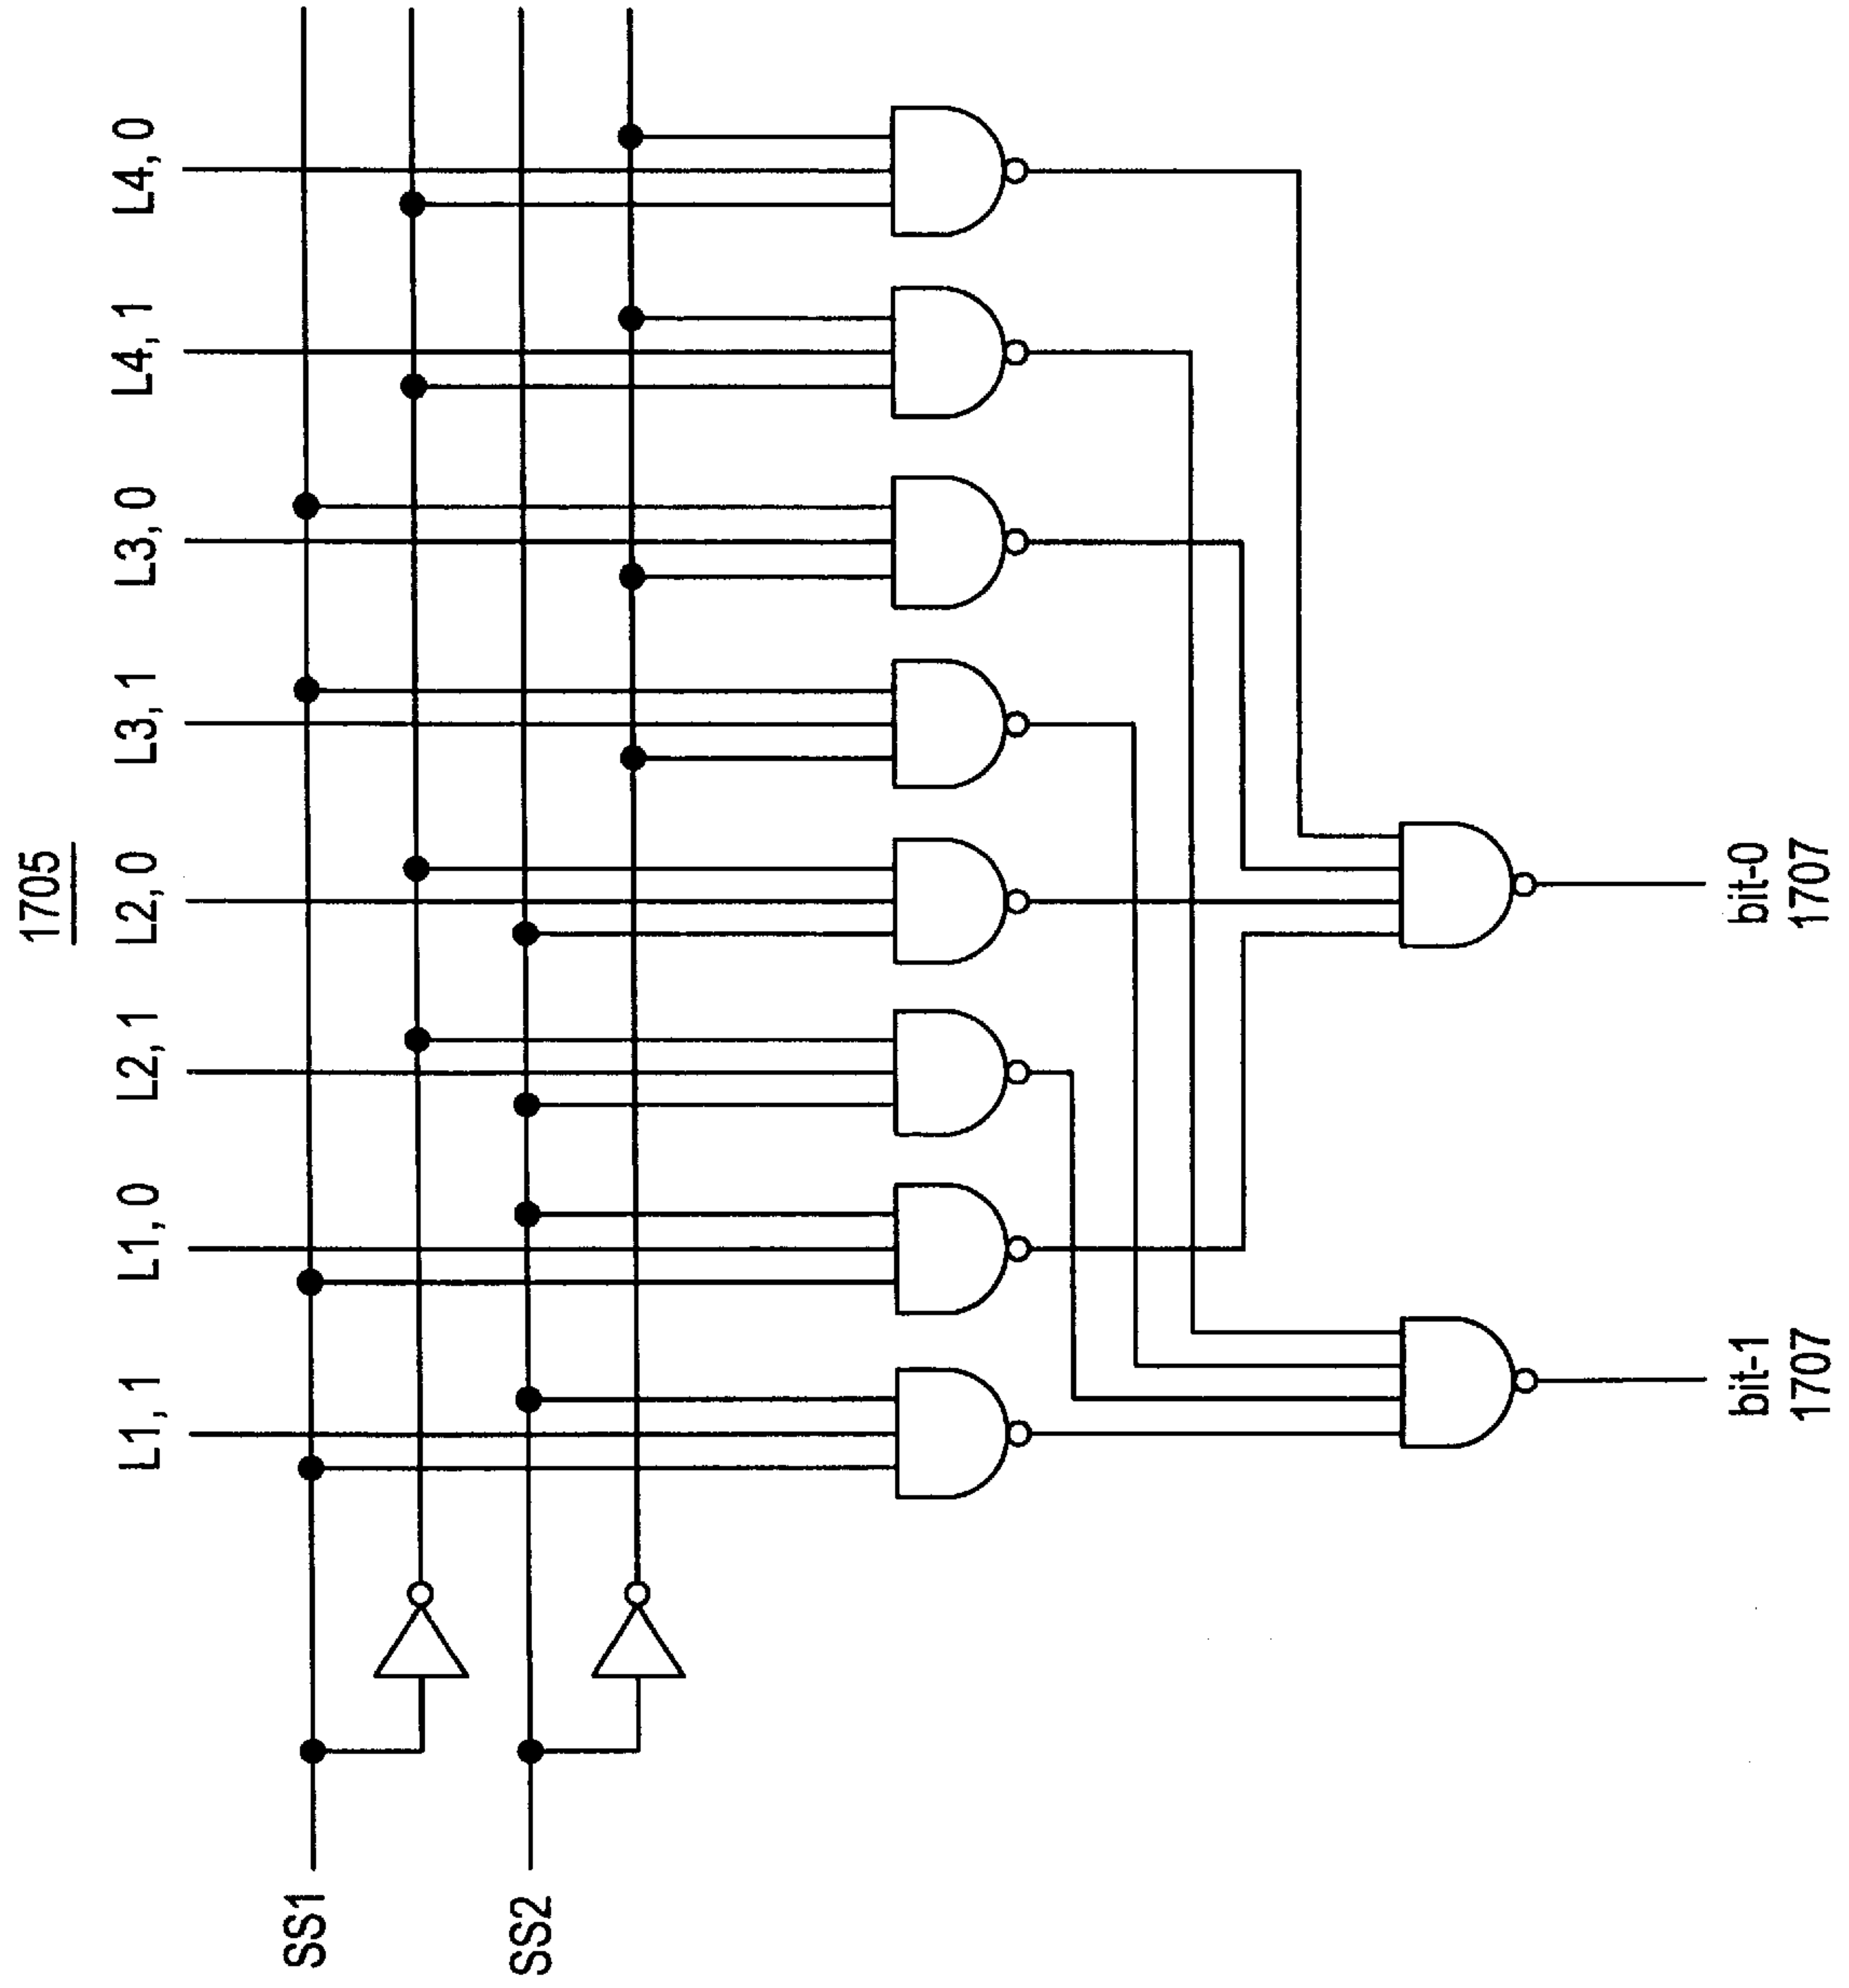 1705
L1, 1
L1, 0
L2, 1
L2, 0
L3, 1
L3, 0
L4, 1
L4, 0
SS1
SS2
bit-1
1707
bit-0
1707